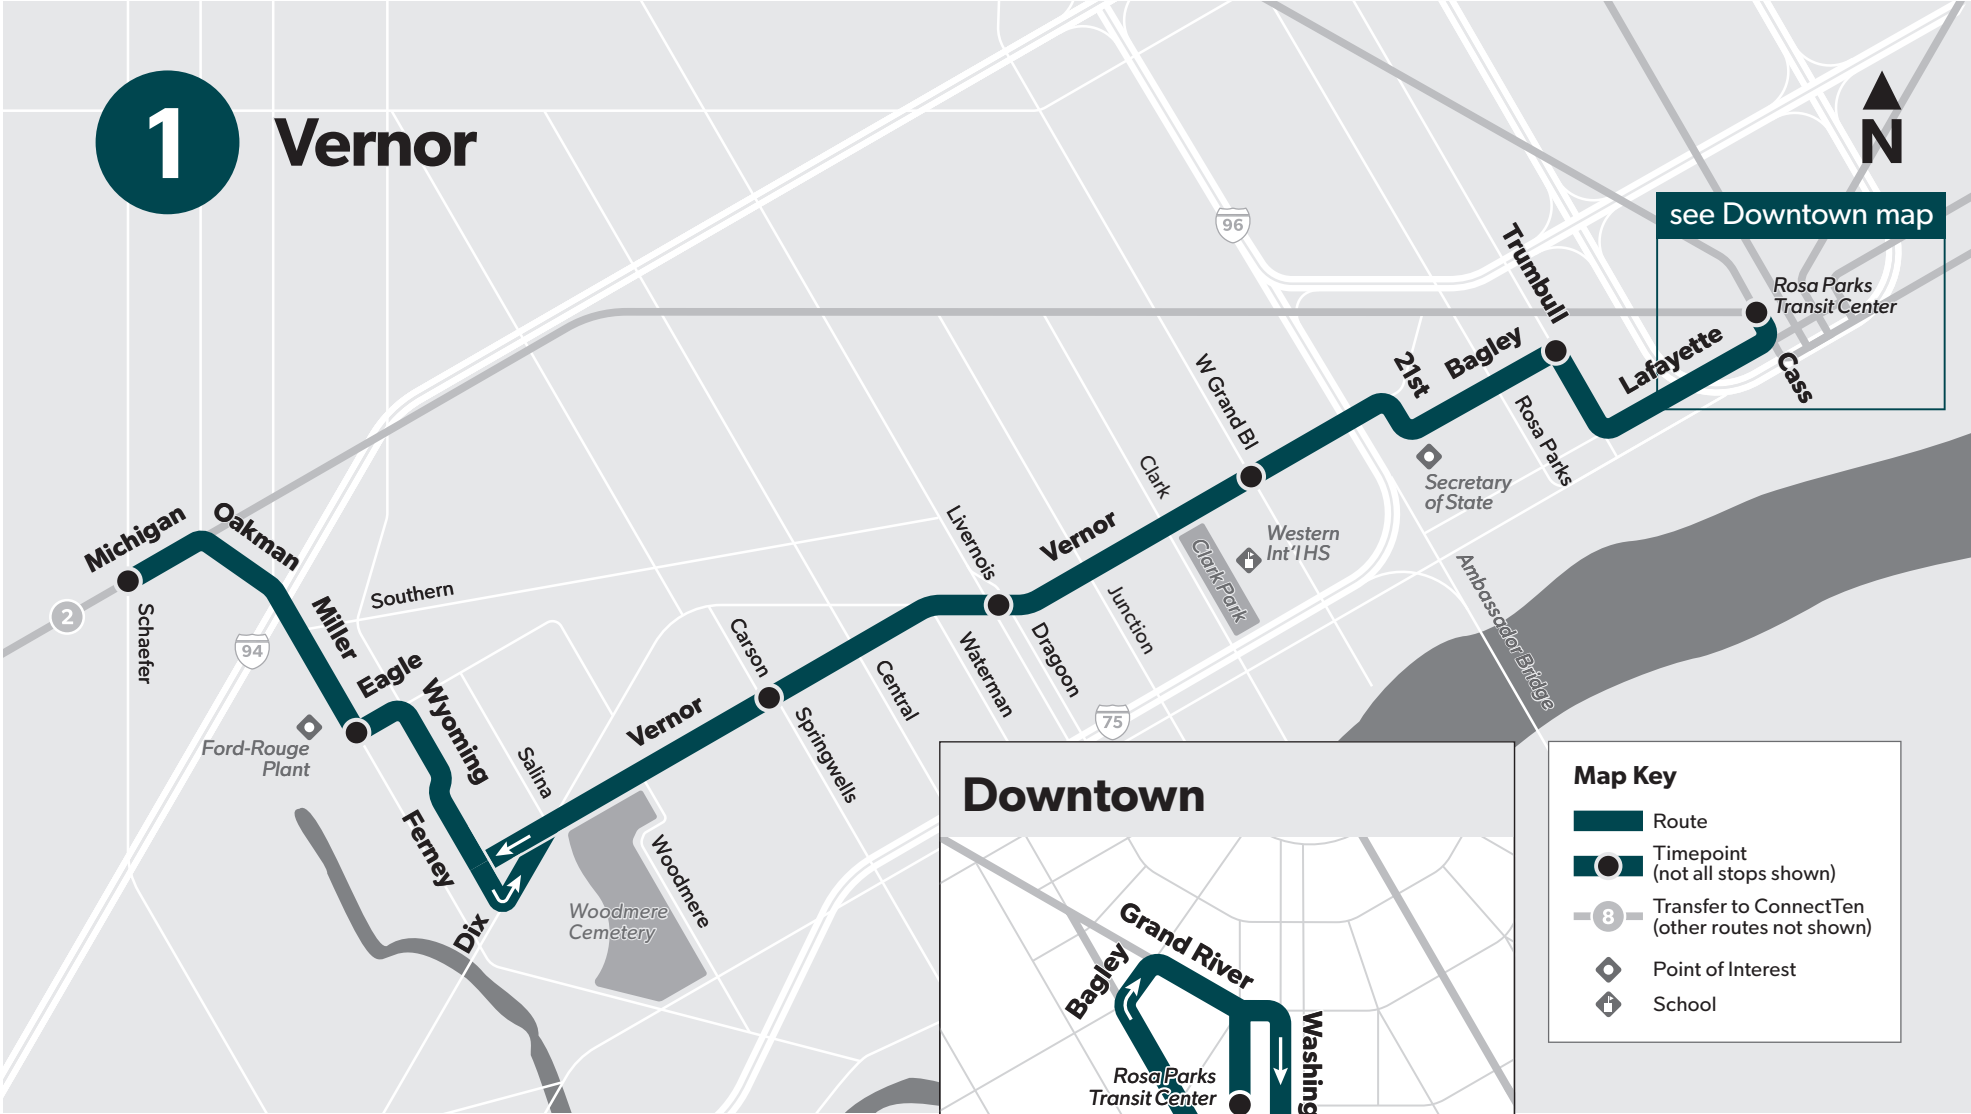 1
Vernor
N
see Downtown map
96
Trumbull
Rosa Parks
Transit Center
21st
Bagley
Lafayette
Cass
W Grand Bl
Rosa Parks
Clark
Secretary
of State
Michigan
Oakman
Livernois
Vernor
Western
Int'l HS
Clark Park
Ambassador Bridge
2
Schaefer
Southern
Miller
94
Eagle
Wyoming
Carson
Junction
Dragoon
Waterman
Central
Ford-Rouge
Plant
Vernor
Salina
Springwells
75
Ferney
Woodmere
Woodmere
Cemetery
Dix
Downtown
Grand River
Bagley
Washing
Rosa Parks
Transit Center
Map Key
Route
Timepoint
(not all stops shown)
8
Transfer to ConnectTen
(other routes not shown)
Point of Interest
School